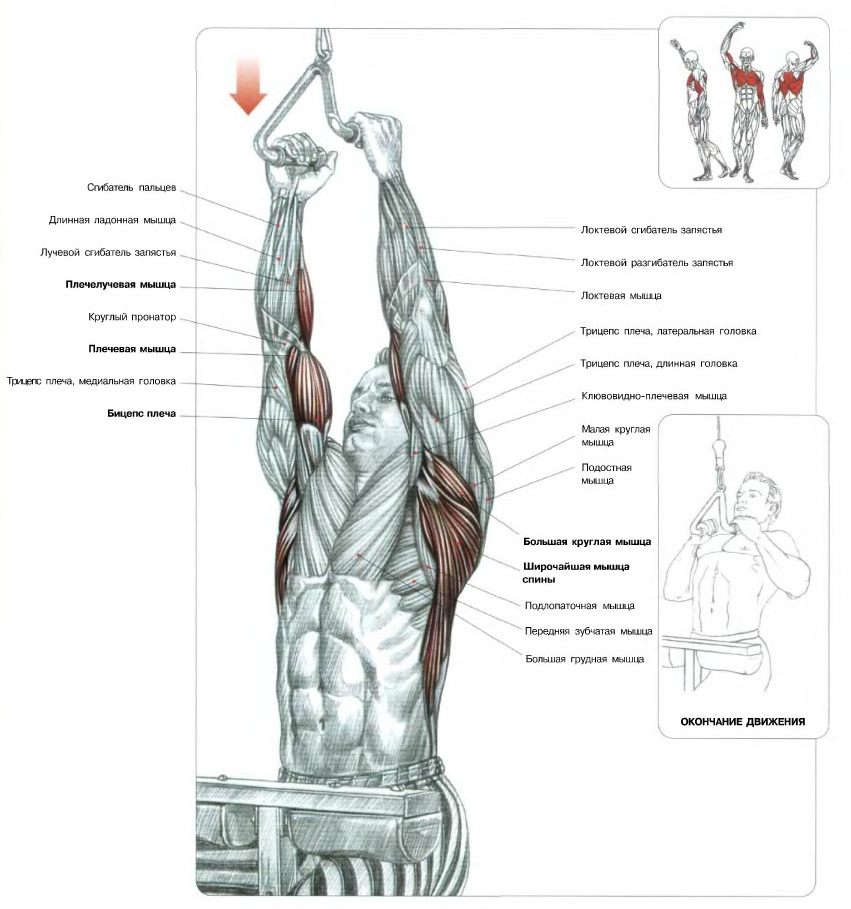 Сгибатель пальцев
Длинная ладонная мышца
Лучевой сгибатель запястья
Плечелучевая мышца
Круглый пронатор
Плечевая мышца
Трицепс плеча, медиальная головка
Бицепс плеча
Локтевой сгибатель запястья
Локтевой разгибатель запястья
Локтевая мышца
Трицепс плеча, латеральная головка
Трицепс плеча, длинная головка
Клювовидно-плечевая мышца
Малая круглая
мышца
Подостная
мышца
Большая круглая мышца
Широчайшая мышца
спины
Подлопаточная мышца
Передняя зубчатая мышца
Большая грудная мышца
ОКОНЧАНИЕ ДВИЖЕНИЯ